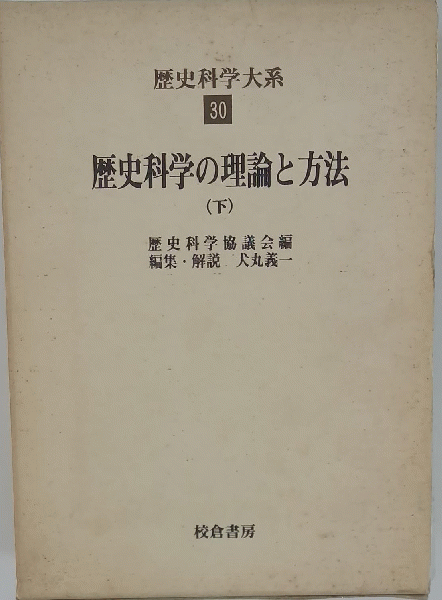 歴史科学大系
30
歴史科学の理論と方法
(下)
歴史科学協議会編
編集・解説 犬丸義一
校倉書房